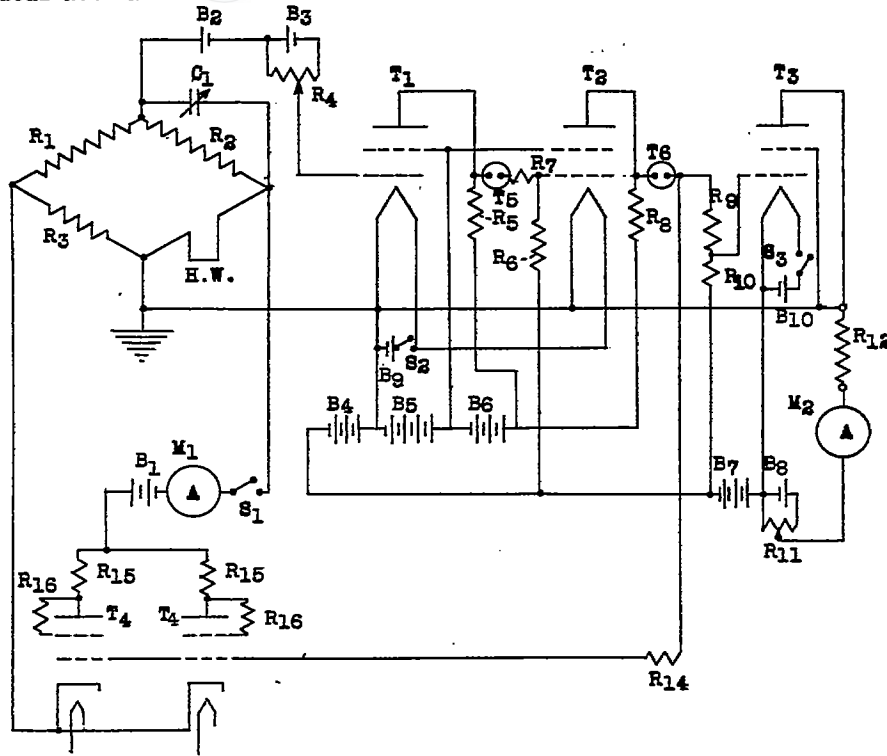 B2
B3
C1
R4
T1
T2
T3
R1
R2
R3
H.W.
T5
R7
T6
R5
R6
R8
R9
R10
S3
B10
R12
B9
S2
M2
A
B4
B5
B6
B7
B8
R11
B1
M1
A
S1
R16
R15
R15
T4
T4
R16
R14